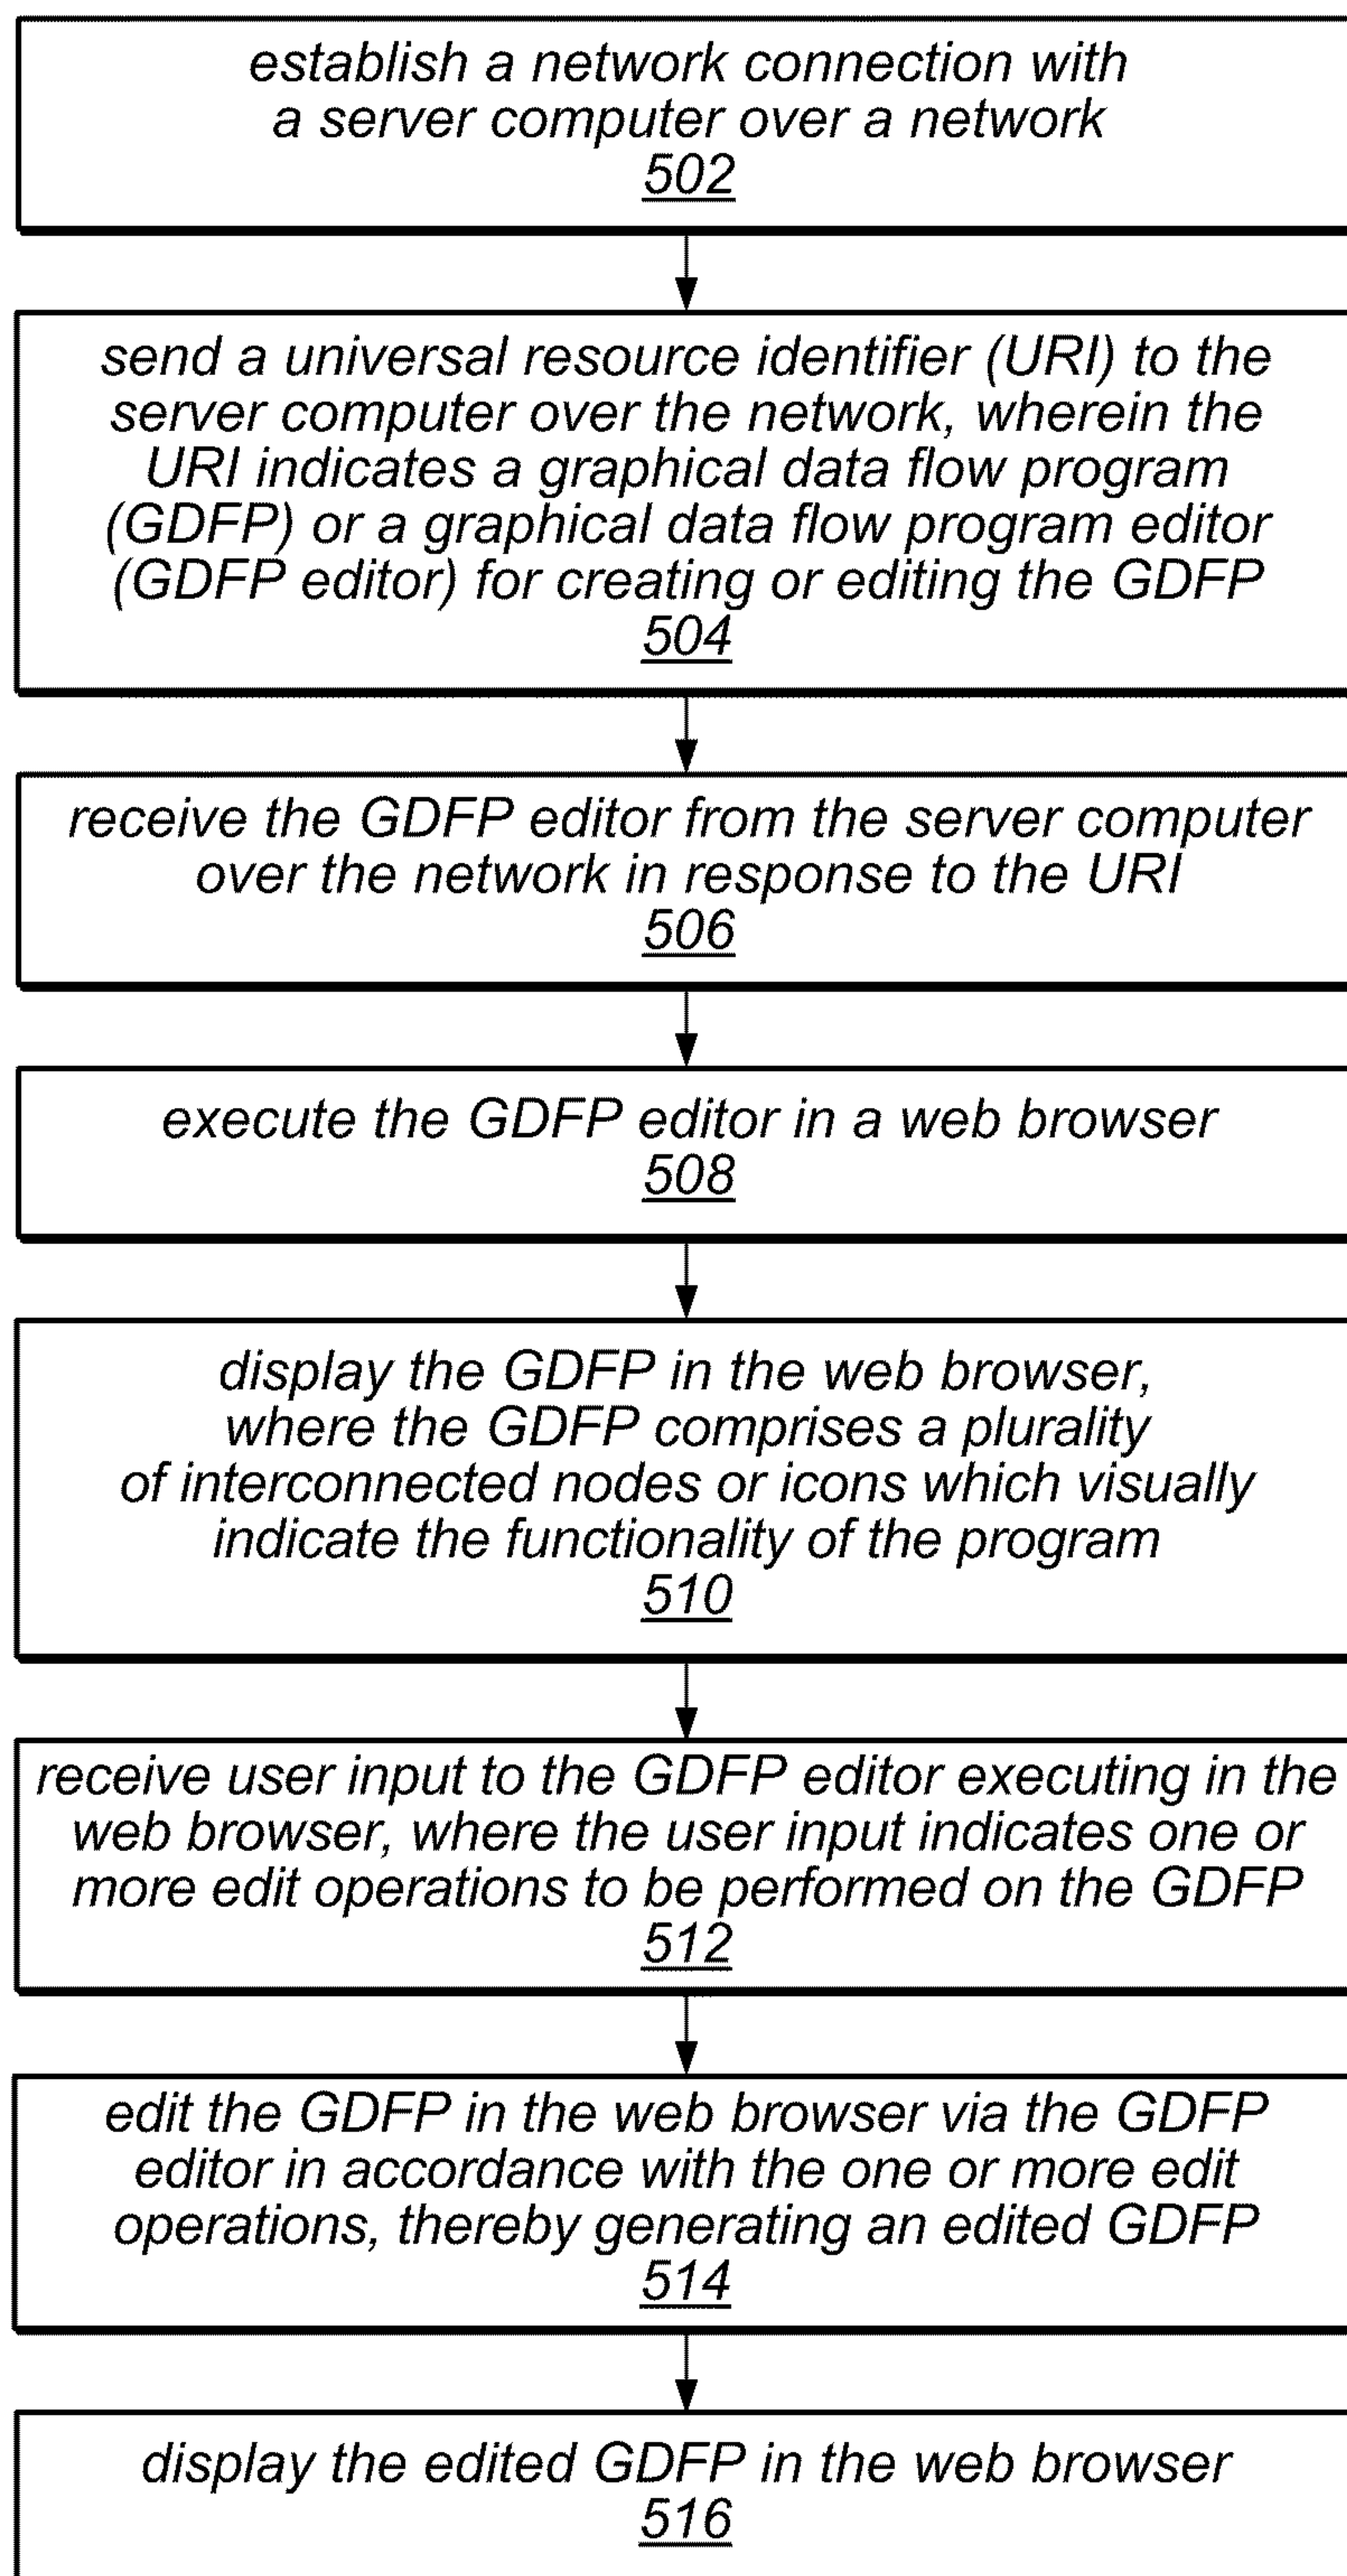 establish a network connection with
a server computer over a network
502
send a universal resource identifier (URI) to the
server computer over the network, wherein the
URI indicates a graphical data flow program
(GDFP) or a graphical data flow program editor
(GDFP editor) for creating or editing the GDFP
504
receive the GDFP editor from the server computer
over the network in response to the URI
506
execute the GDFP editor in a web browser
508
display the GDFP in the web browser,
where the GDFP comprises a plurality
of interconnected nodes or icons which visually
indicate the functionality of the program
510
receive user input to the GDFP editor executing in the
web browser, where the user input indicates one or
more edit operations to be performed on the GDFP
512
edit the GDFP in the web browser via the GDFP
editor in accordance with the one or more edit
operations, thereby generating an edited GDFP
514
display the edited GDFP in the web browser
516